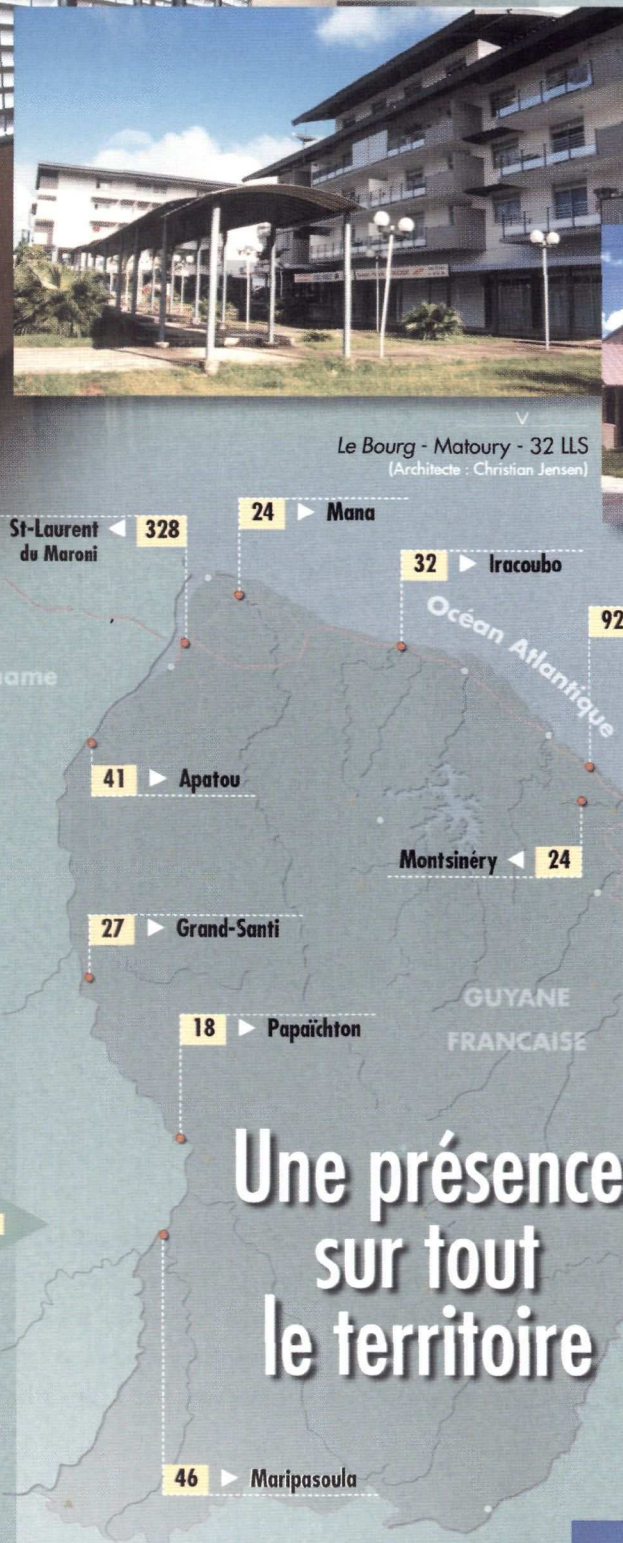 Le Bourg - Matoury - 32 LLS
(Architecte : Christian Jensen)
St-Laurent
du Maroni
328
24 Mana
32 Iracoubo
92
Océan Atlantique
ame
41 Apatou
Montsinéry 24
27 Grand-Santi
GUYANE
FRANCAISE
18 Papaïchton
Une présence
sur tout
le territoire
46 Maripasoula